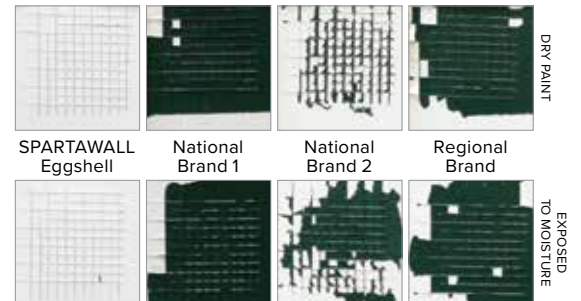 DRY PAINT
SPARTAWALL
Eggshell
National
Brand 1
National
Brand 2
Regional
Brand
EXPOSED
TO MOISTURE